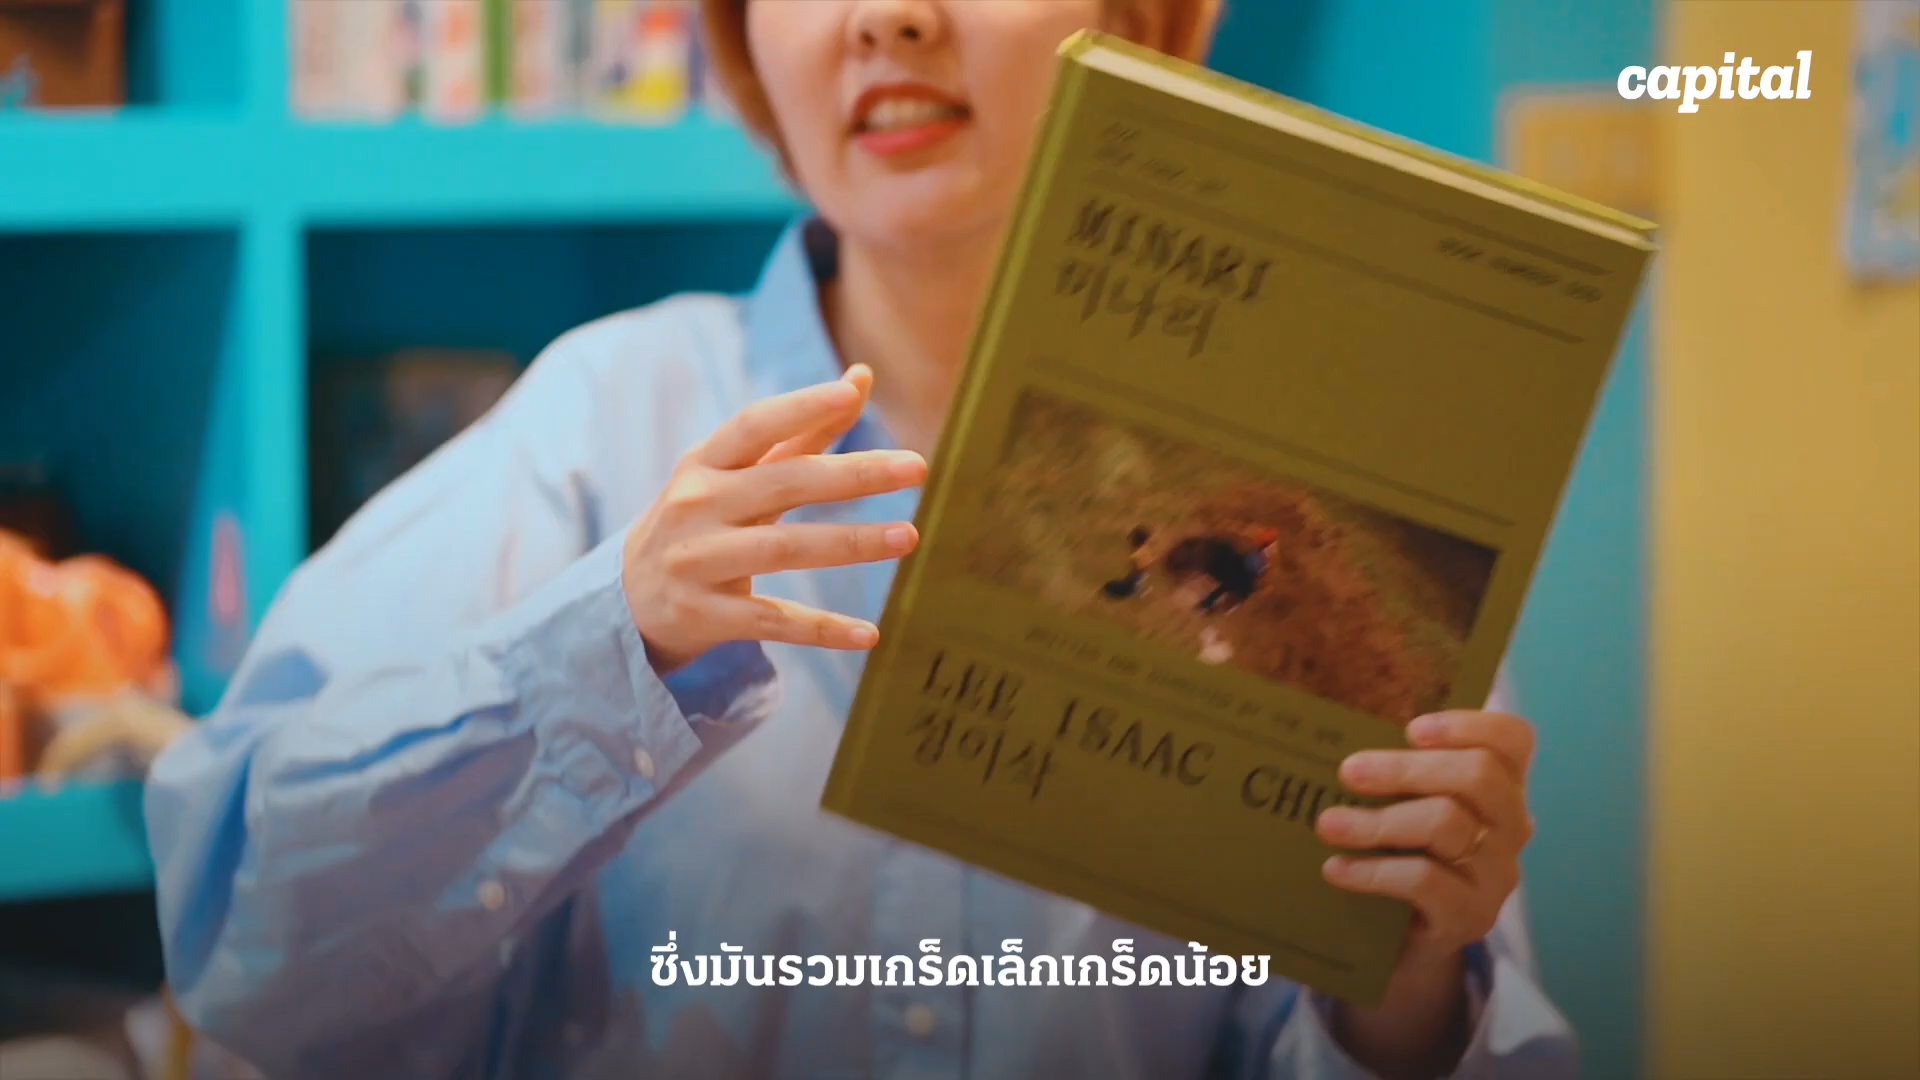 capital
MINARI
미나리
LEE ISAAC CHU
정이삭
ซึ่งมันรวมเกร็ดเล็กเกร็ดน้อย